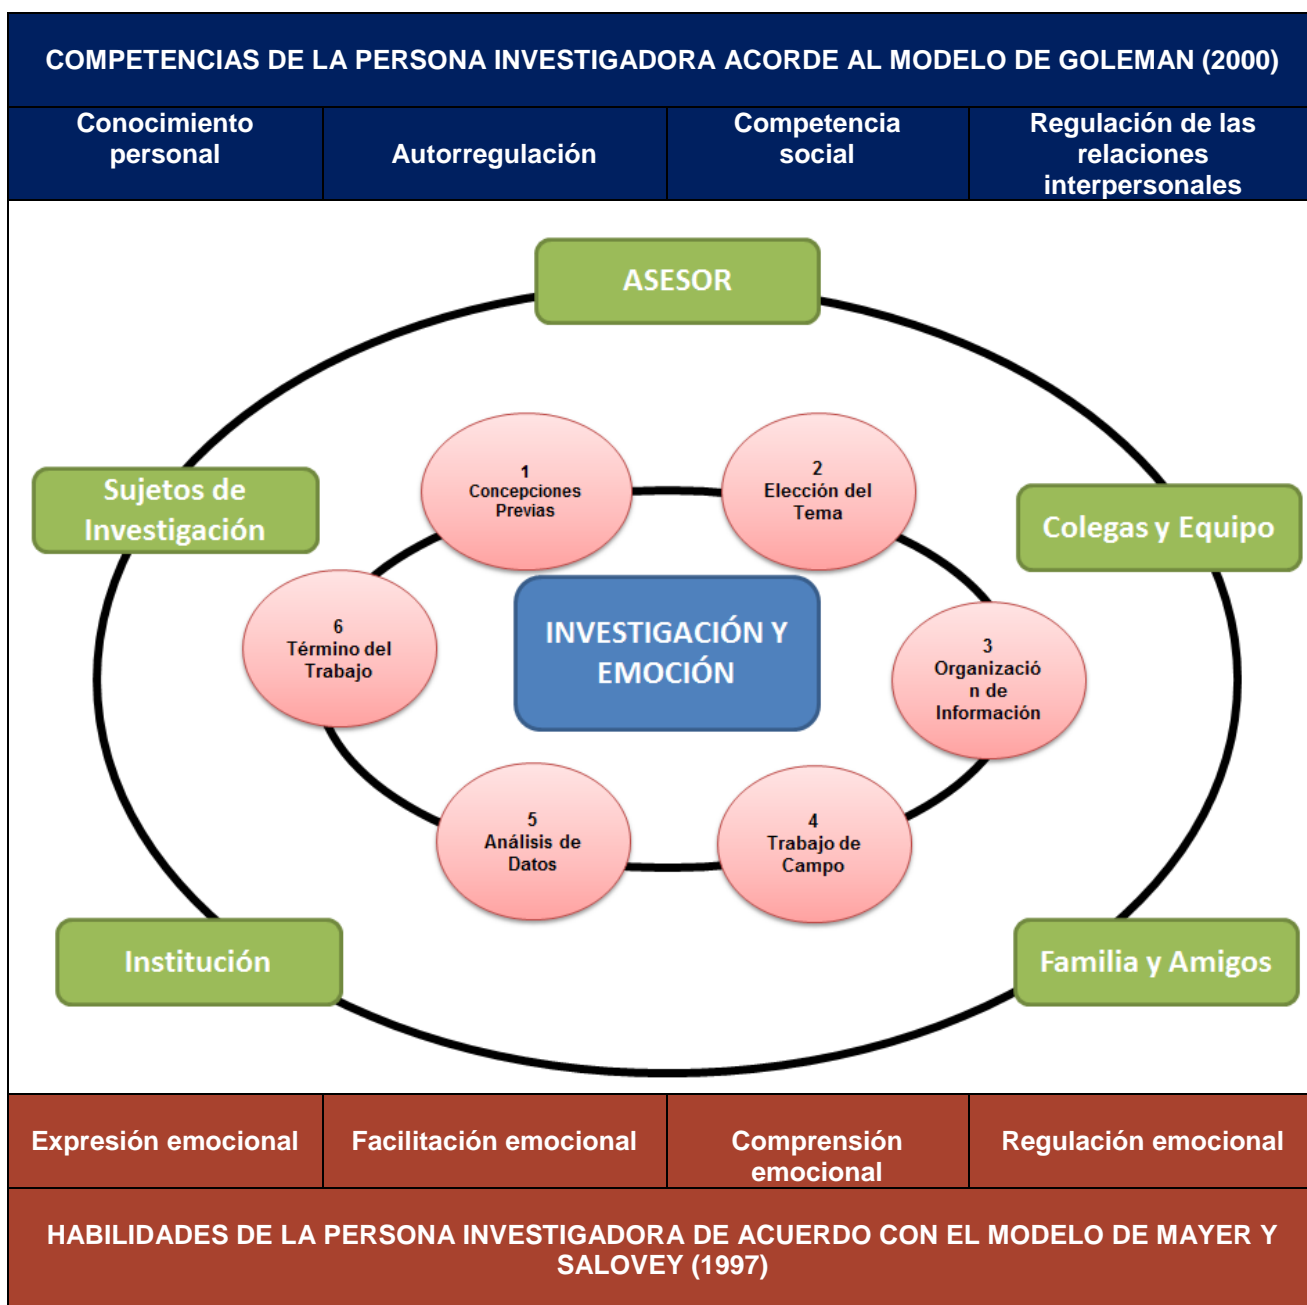 COMPETENCIAS DE LA PERSONA INVESTIGADORA ACORDE AL MODELO DE GOLEMAN (2000)
Conocimiento
personal
Autorregulación
Competencia
social
Regulación de las
relaciones
interpersonales
ASESOR
Sujetos de
Investigación
Colegas y Equipo
1
Concepciones
Previas
2
Elección del
Tema
INVESTIGACIÓN Y
EMOCIÓN
3
Organizació
n de
Información
4
Trabajo de
Campo
5
Análisis de
Datos
6
Término del
Trabajo
Institución
Familia y Amigos
Expresión emocional
Facilitación emocional
Comprensión
emocional
Regulación emocional
HABILIDADES DE LA PERSONA INVESTIGADORA DE ACUERDO CON EL MODELO DE MAYER Y
SALOVEY (1997)